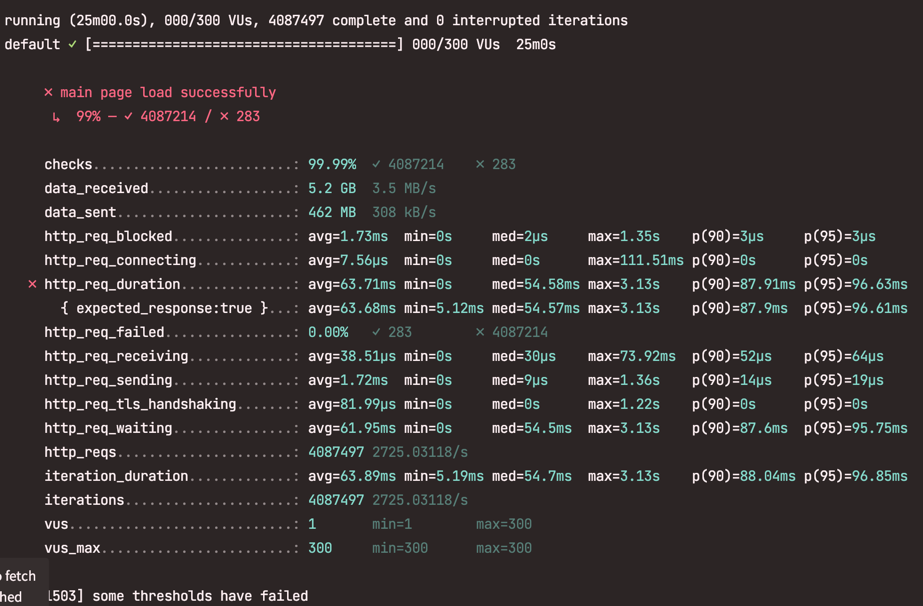 running (25m00.0s), 000/300 VUs, 4087497 complete and 0 interrupted iterations
default ✓ [======================================] 000/300 VUs  25m0s
✗ main page load successfully
↳  99% — ✓ 4087214 / ✗ 283
checks.........................: 99.99%  ✓ 4087214    ✗ 283
data_received..................: 5.2 GB  3.5 MB/s
data_sent......................: 462 MB  308 kB/s
http_req_blocked...............: avg=1.73ms  min=0s     med=2µs     max=1.35s    p(90)=3µs     p(95)=3µs
http_req_connecting............: avg=7.56µs  min=0s     med=0s      max=111.51ms p(90)=0s      p(95)=0s
✗ http_req_duration..............: avg=63.71ms min=0s     med=54.58ms max=3.13s    p(90)=87.91ms p(95)=96.63ms
{ expected_response:true }...: avg=63.68ms min=5.12ms med=54.57ms max=3.13s    p(90)=87.9ms  p(95)=96.61ms
http_req_failed................: 0.00%   ✓ 283        ✗ 4087214
http_req_receiving.............: avg=38.51µs min=0s     med=30µs    max=73.92ms  p(90)=52µs    p(95)=64µs
http_req_sending...............: avg=1.72ms  min=0s     med=9µs     max=1.36s    p(90)=14µs    p(95)=19µs
http_req_tls_handshaking.......: avg=81.99µs min=0s     med=0s      max=1.22s    p(90)=0s      p(95)=0s
http_req_waiting...............: avg=61.95ms min=0s     med=54.5ms  max=3.13s    p(90)=87.6ms  p(95)=95.75ms
http_reqs......................: 4087497 2725.03118/s
iteration_duration.............: avg=63.89ms min=5.19ms med=54.7ms  max=3.13s    p(90)=88.04ms p(95)=96.85ms
iterations.....................: 4087497 2725.03118/s
vus............................: 1       min=1        max=300
vus_max........................: 300     min=300      max=300
fetch
hed
1503] some thresholds have failed